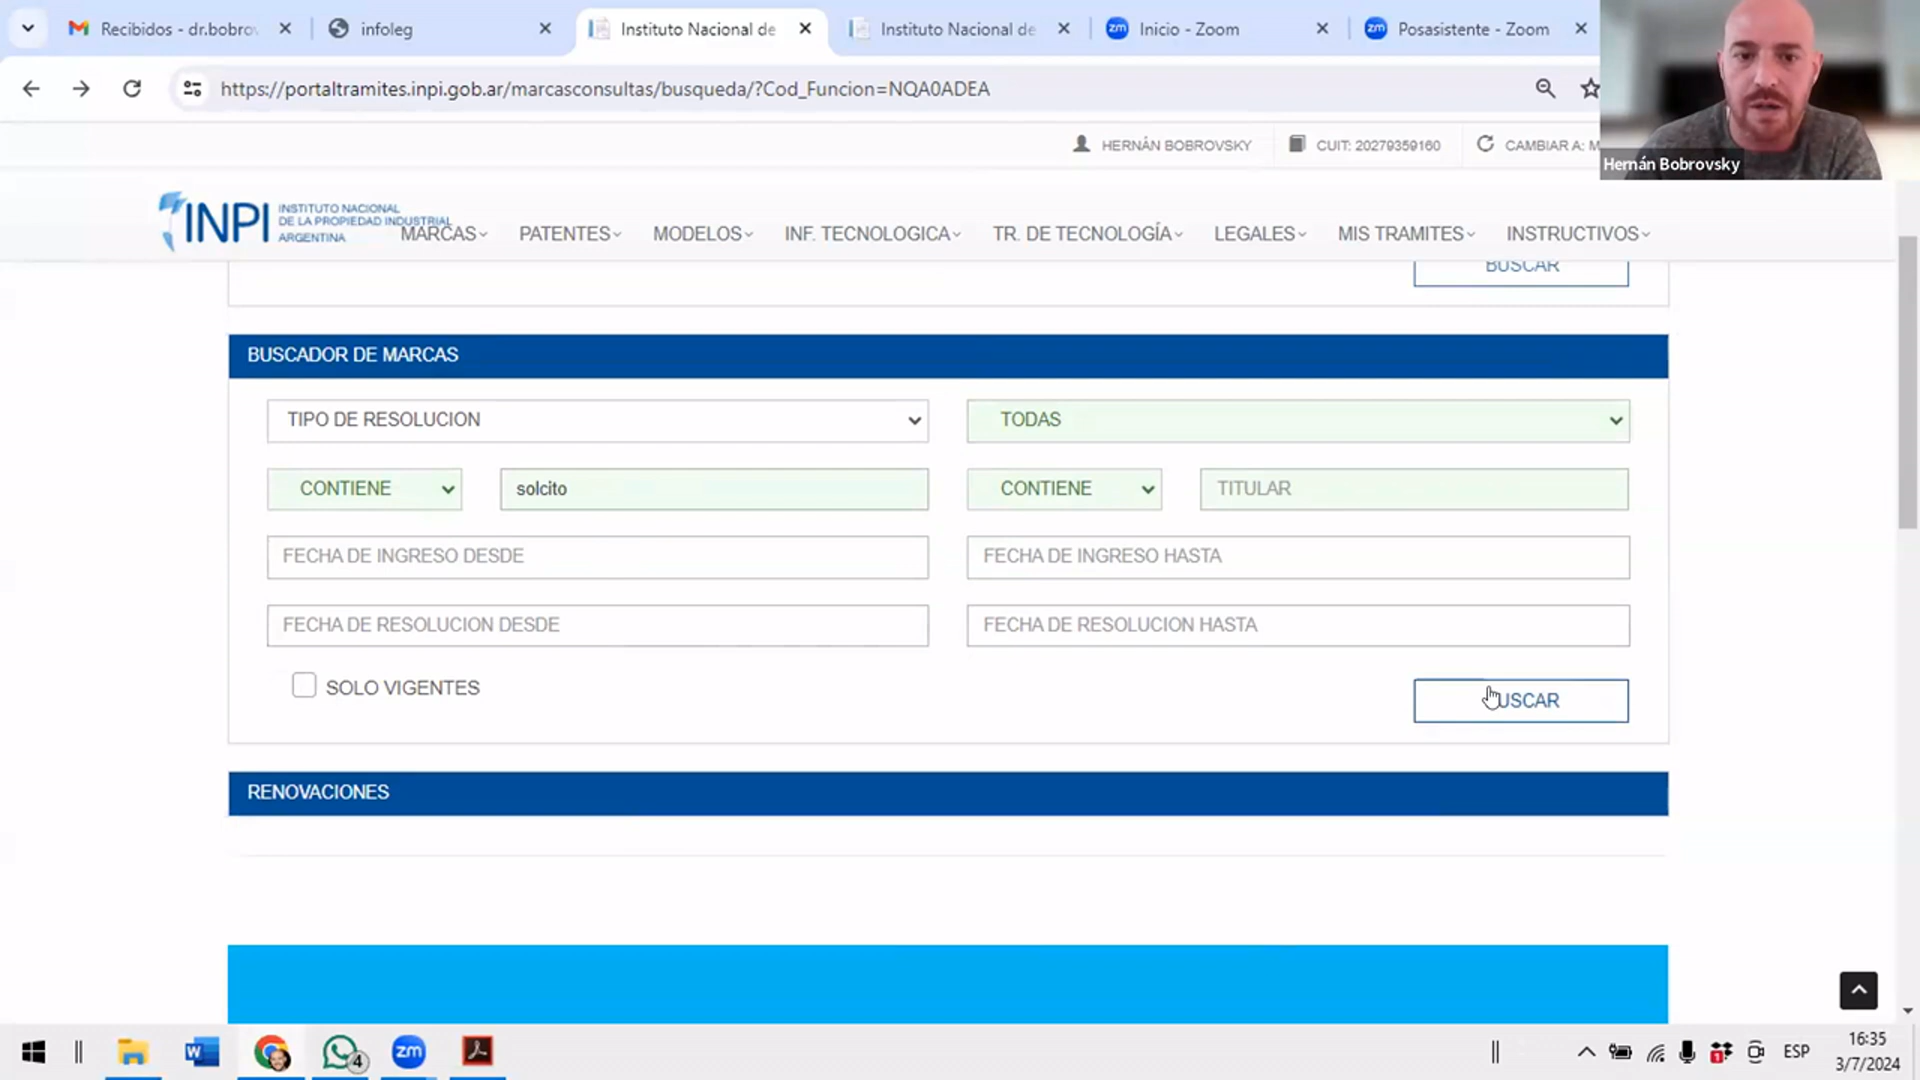 Recibidos - dr.bobrov
infoleg
Instituto Nacional de
Instituto Nacional de
Inicio - Zoom
Posasistente - Zoom
https://portaltramites.inpi.gob.ar/marcasconsultas/busqueda/?Cod_Funcion=NQA0ADEA
HERNÁN BOBROVSKY
CUIT: 20279359160
CAMBIAR A: M
Hernán Bobrovsky
INPI
INSTITUTO NACIONAL
DE LA PROPIEDAD INDUSTRIAL
ARGENTINA
MARCAS
PATENTES
MODELOS
INF. TECNOLOGICA
TR. DE TECNOLOGÍA
LEGALES
MIS TRAMITES
INSTRUCTIVOS
BUSCAR
BUSCADOR DE MARCAS
TIPO DE RESOLUCION
TODAS
CONTIENE
solcito
CONTIENE
TITULAR
FECHA DE INGRESO DESDE
FECHA DE INGRESO HASTA
FECHA DE RESOLUCION DESDE
FECHA DE RESOLUCION HASTA
SOLO VIGENTES
BUSCAR
RENOVACIONES
zm
4
1
ESP
16:35
3/7/2024